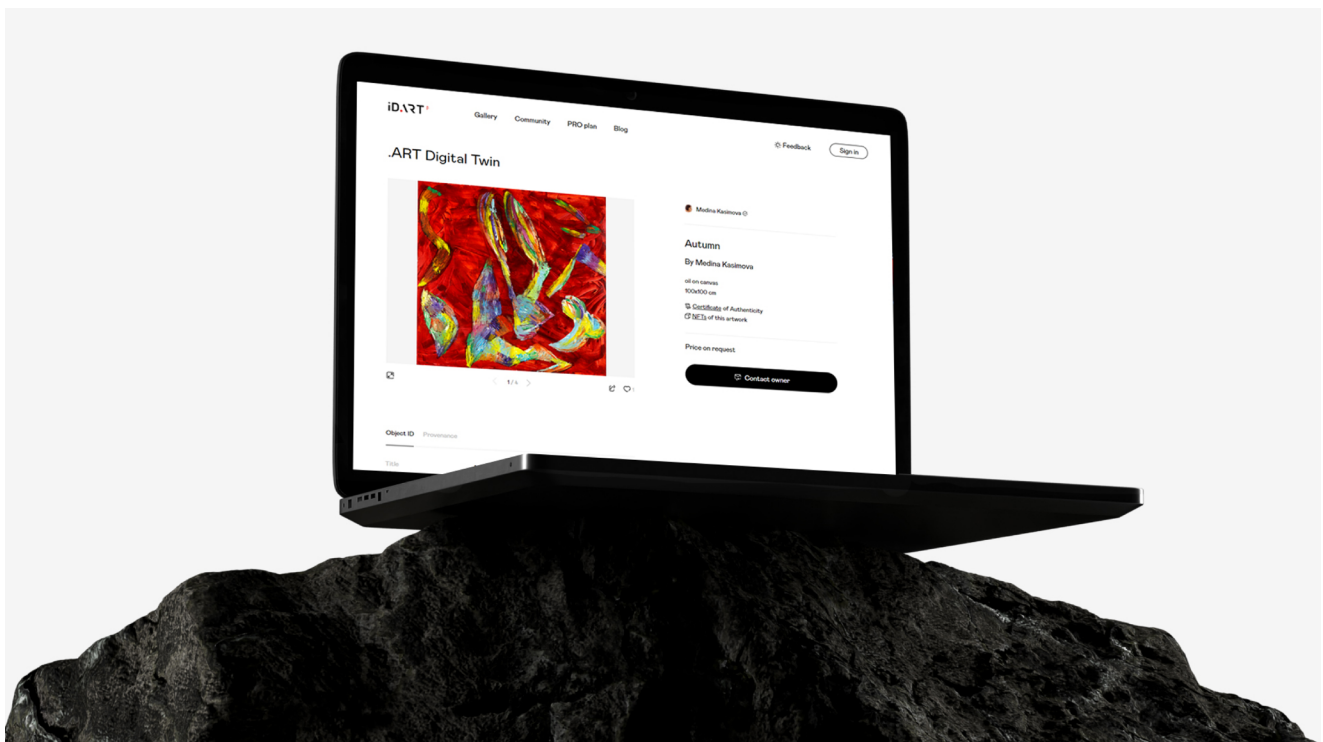 iD.ART
Gallery Community PRO plan Blog
Feedback Sign in
.ART Digital Twin
Medina Kasimova
Autumn
By Medina Kasimova
oil on canvas
100x100 cm
Certificate of Authenticity
NFTs of this artwork
Price on request
Contact owner
1/4
Object ID Provenance
Title